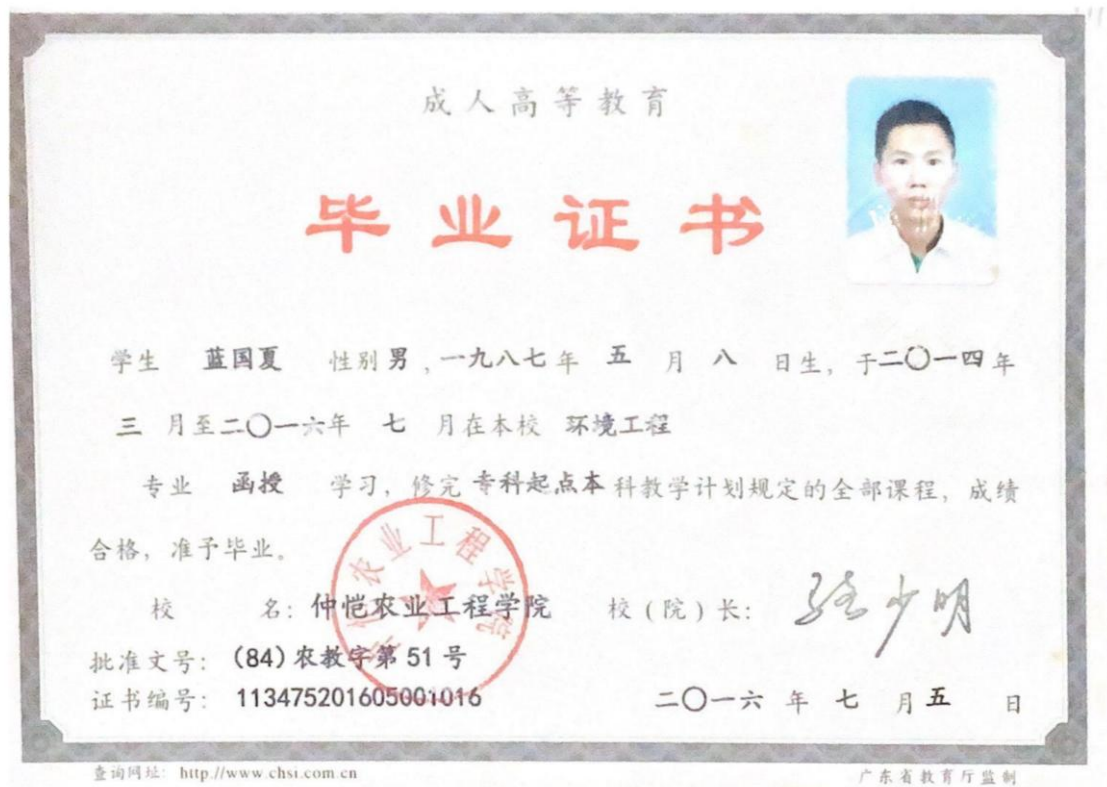 成人高等教育
毕业证书
学生 蓝国夏 性别 男 , 一九八七年 五 月 八 日生, 于二〇一四年
三 月至二〇一六年 七 月在本校 环境工程
专业 函授 学习, 修完 专科起点本 科教学计划规定的全部课程, 成绩
合格, 准予毕业。
农业工程学院
校 名: 仲恺农业工程学院 校(院)长:
批准文号: (84)农教字第 51 号
证书编号: 113475201605001016 二〇一六 年 七 月 五 日
查询网址: http://www.chsi.com.cn 广东省教育厅监制